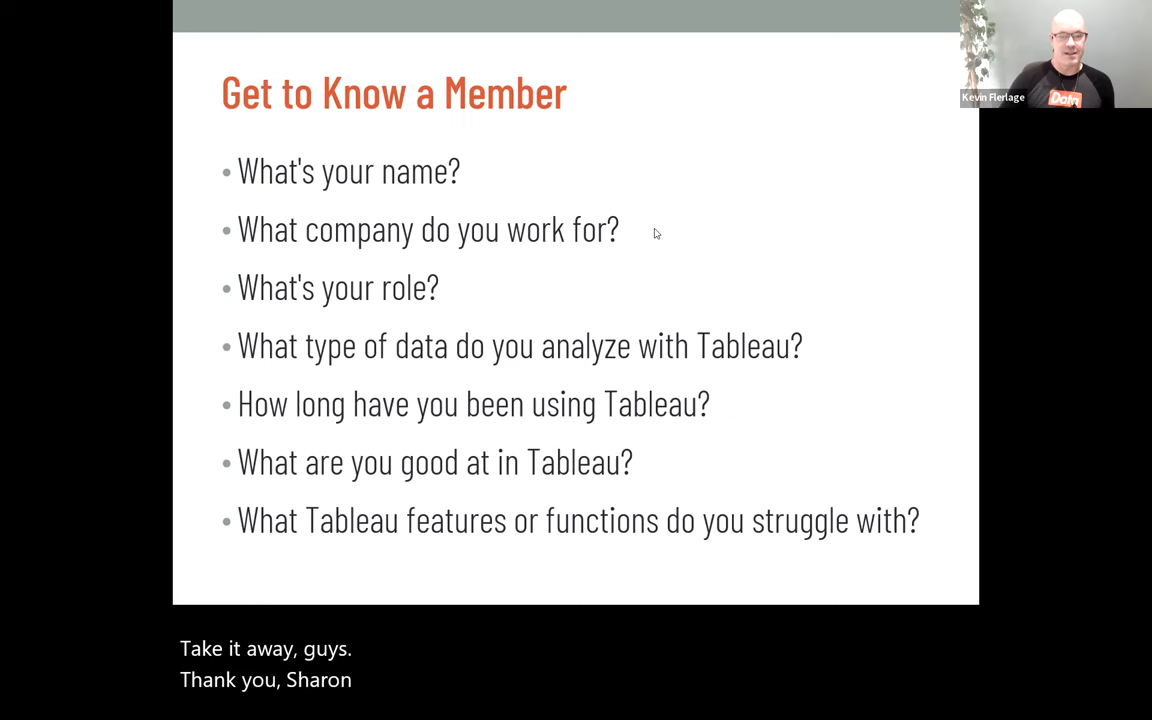 Get to Know a Member
• What's your name?
• What company do you work for?
• What's your role?
• What type of data do you analyze with Tableau?
• How long have you been using Tableau?
• What are you good at in Tableau?
• What Tableau features or functions do you struggle with?
Kevin Flerlage
Data
Take it away, guys.
Thank you, Sharon